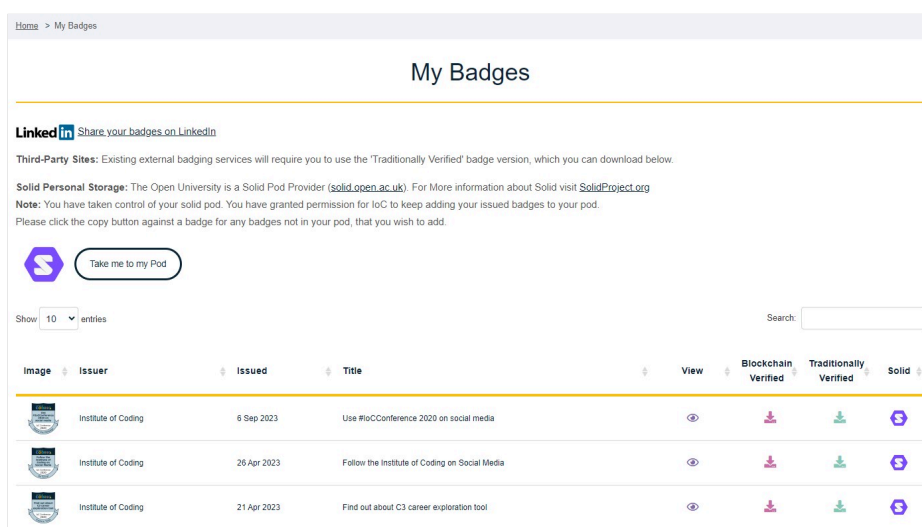 Home > My Badges
My Badges
Linked in Share your badges on LinkedIn
Third-Party Sites: Existing external badging services will require you to use the 'Traditionally Verified' badge version, which you can download below.
Solid Personal Storage: The Open University is a Solid Pod Provider (solid.open.ac.uk). For More information about Solid visit SolidProject.org
Note: You have taken control of your solid pod. You have granted permission for IoC to keep adding your issued badges to your pod.
Please click the copy button against a badge for any badges not in your pod, that you wish to add.
Take me to my Pod
Show 10 entries Search:
Image Issuer Issued Title View Blockchain Verified Traditionally Verified Solid
Institute of Coding 6 Sep 2023 Use #IoCConference 2020 on social media
Institute of Coding 26 Apr 2023 Follow the Institute of Coding on Social Media
Institute of Coding 21 Apr 2023 Find out about C3 career exploration tool